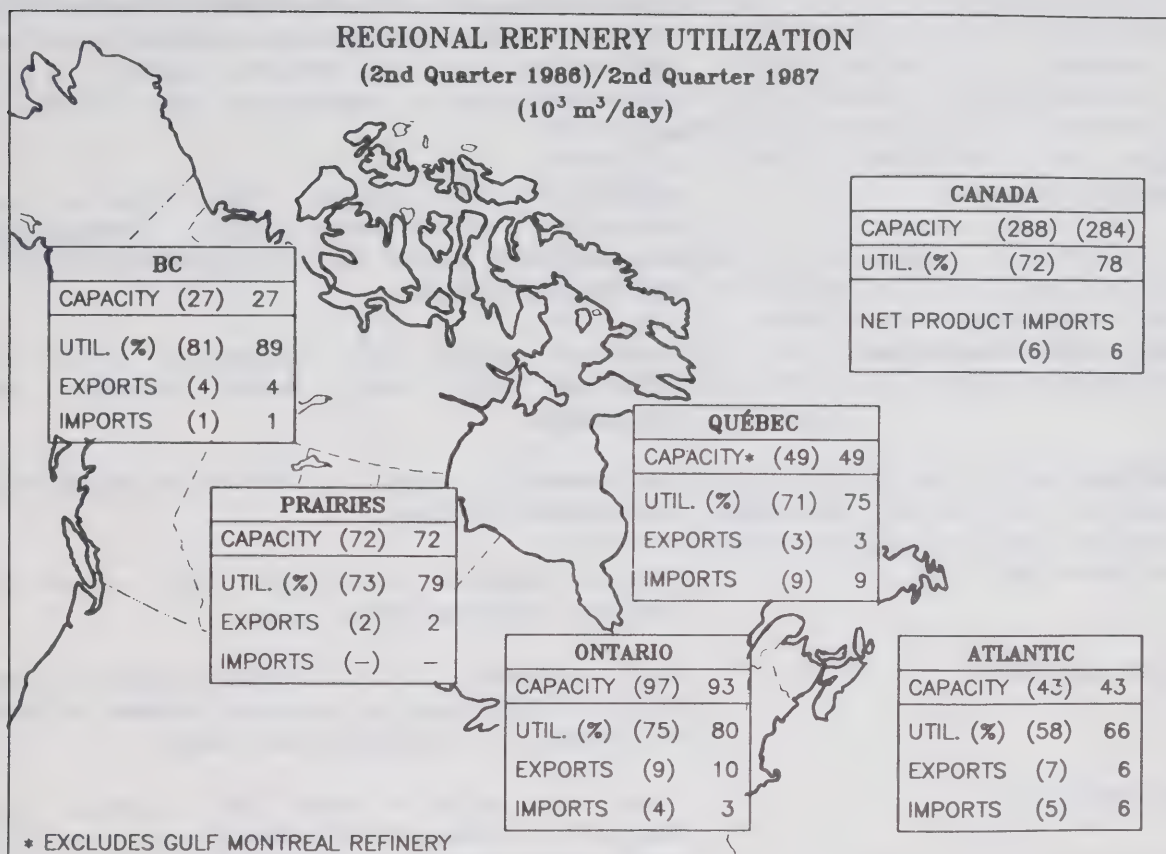 REGIONAL REFINERY UTILIZATION
(2nd Quarter 1986)/2nd Quarter 1987
(10³ m³/day)
CANADA
CAPACITY (288) (284)
UTIL. (%) (72) 78
NET PRODUCT IMPORTS
(6) 6
BC
CAPACITY (27) 27
UTIL. (%) (81) 89
EXPORTS (4) 4
IMPORTS (1) 1
QUÉBEC
CAPACITY* (49) 49
UTIL. (%) (71) 75
EXPORTS (3) 3
IMPORTS (9) 9
PRAIRIES
CAPACITY (72) 72
UTIL. (%) (73) 79
EXPORTS (2) 2
IMPORTS (-) -
ONTARIO
CAPACITY (97) 93
UTIL. (%) (75) 80
EXPORTS (9) 10
IMPORTS (4) 3
ATLANTIC
CAPACITY (43) 43
UTIL. (%) (58) 66
EXPORTS (7) 6
IMPORTS (5) 6
* EXCLUDES GULF MONTREAL REFINERY